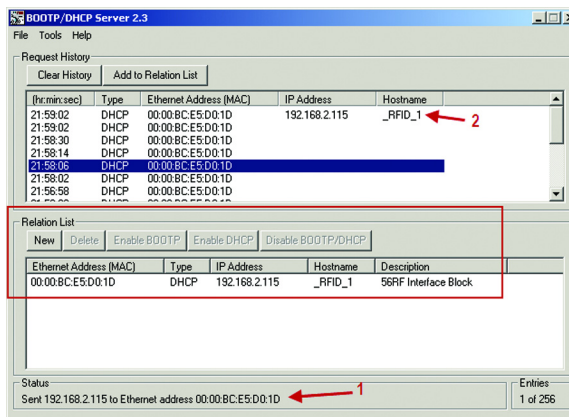 BOOTP/DHCP Server 2.3
File Tools Help
Request History
Clear History Add to Relation List
(hr:min:sec) Type Ethernet Address (MAC) IP Address Hostname
21:59:02 DHCP 00:00:BC:E5:D0:1D 192.168.2.115 _RFID_1
2
21:59:02 DHCP 00:00:BC:E5:D0:1D
21:58:30 DHCP 00:00:BC:E5:D0:1D
21:58:14 DHCP 00:00:BC:E5:D0:1D
21:58:06 DHCP 00:00:BC:E5:D0:1D
21:58:02 DHCP 00:00:BC:E5:D0:1D
21:56:58 DHCP 00:00:BC:E5:D0:1D
Relation List
New Delete Enable BOOTP Enable DHCP Disable BOOTP/DHCP
Ethernet Address (MAC) Type IP Address Hostname Description
00:00:BC:E5:D0:1D DHCP 192.168.2.115 _RFID_1 56RF Interface Block
Status
Sent 192.168.2.115 to Ethernet address 00:00:BC:E5:D0:1D
1
Entries
1 of 256